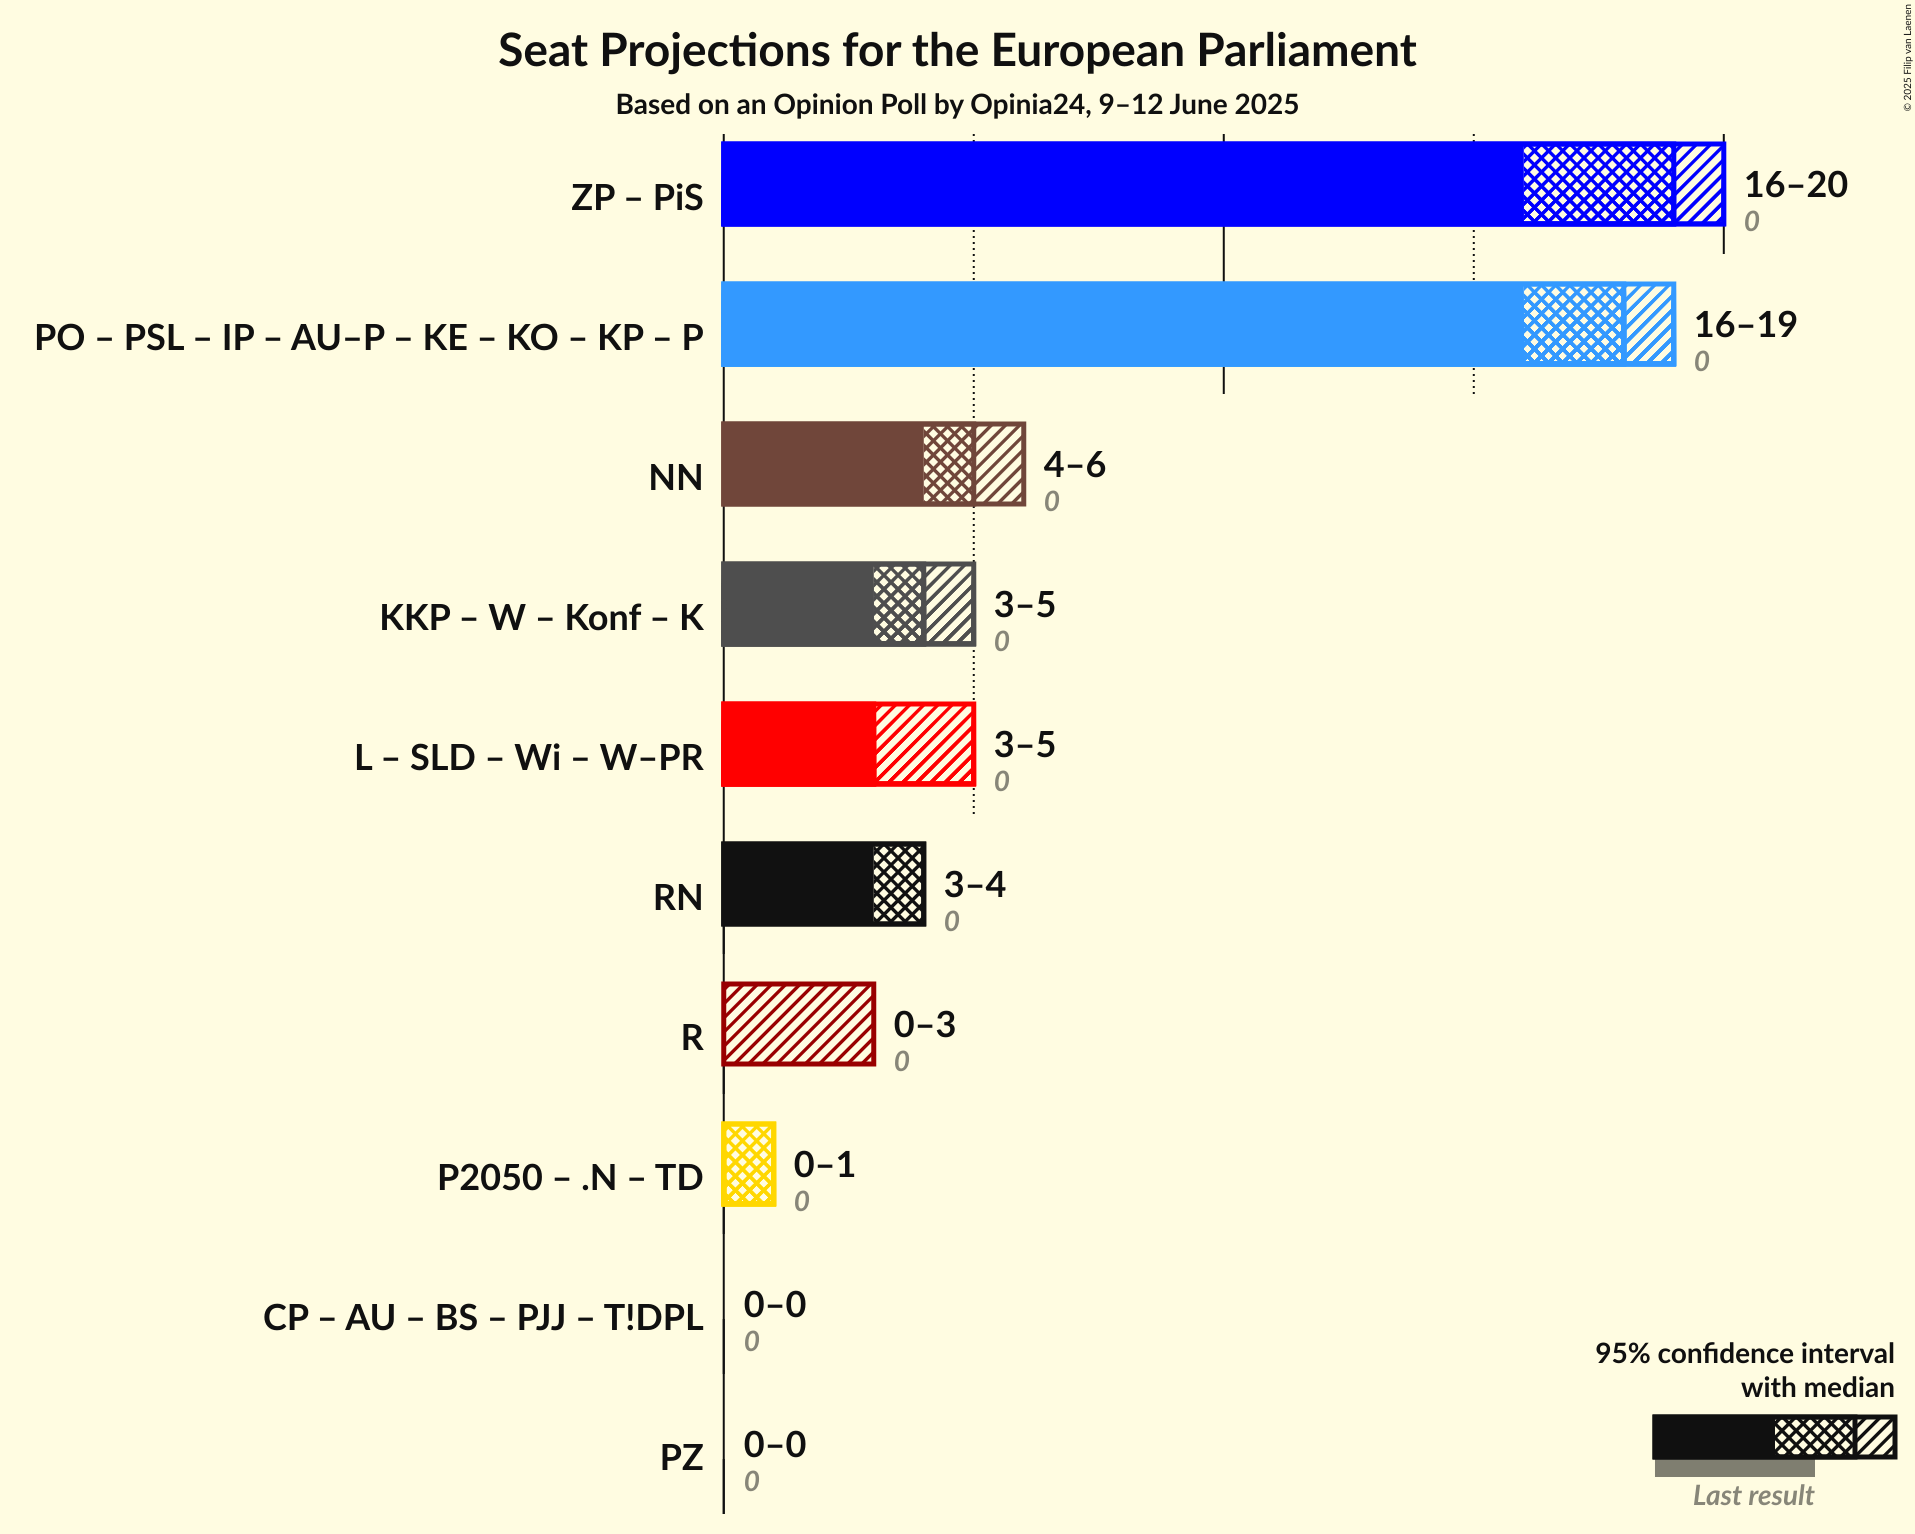 Seat Projections for the European Parliament
Based on an Opinion Poll by Opinia24, 9–12 June 2025
© 2025 Filip van Laenen
ZP – PiS
16–20
0
PO – PSL – IP – AU–P – KE – KO – KP – P
16–19
0
NN
4–6
0
KKP – W – Konf – K
3–5
0
L – SLD – Wi – W–PR
3–5
0
RN
3–4
0
R
0–3
0
P2050 – .N – TD
0–1
0
CP – AU – BS – PJJ – T!DPL
0–0
0
PZ
0–0
0
95% confidence interval
with median
Last result